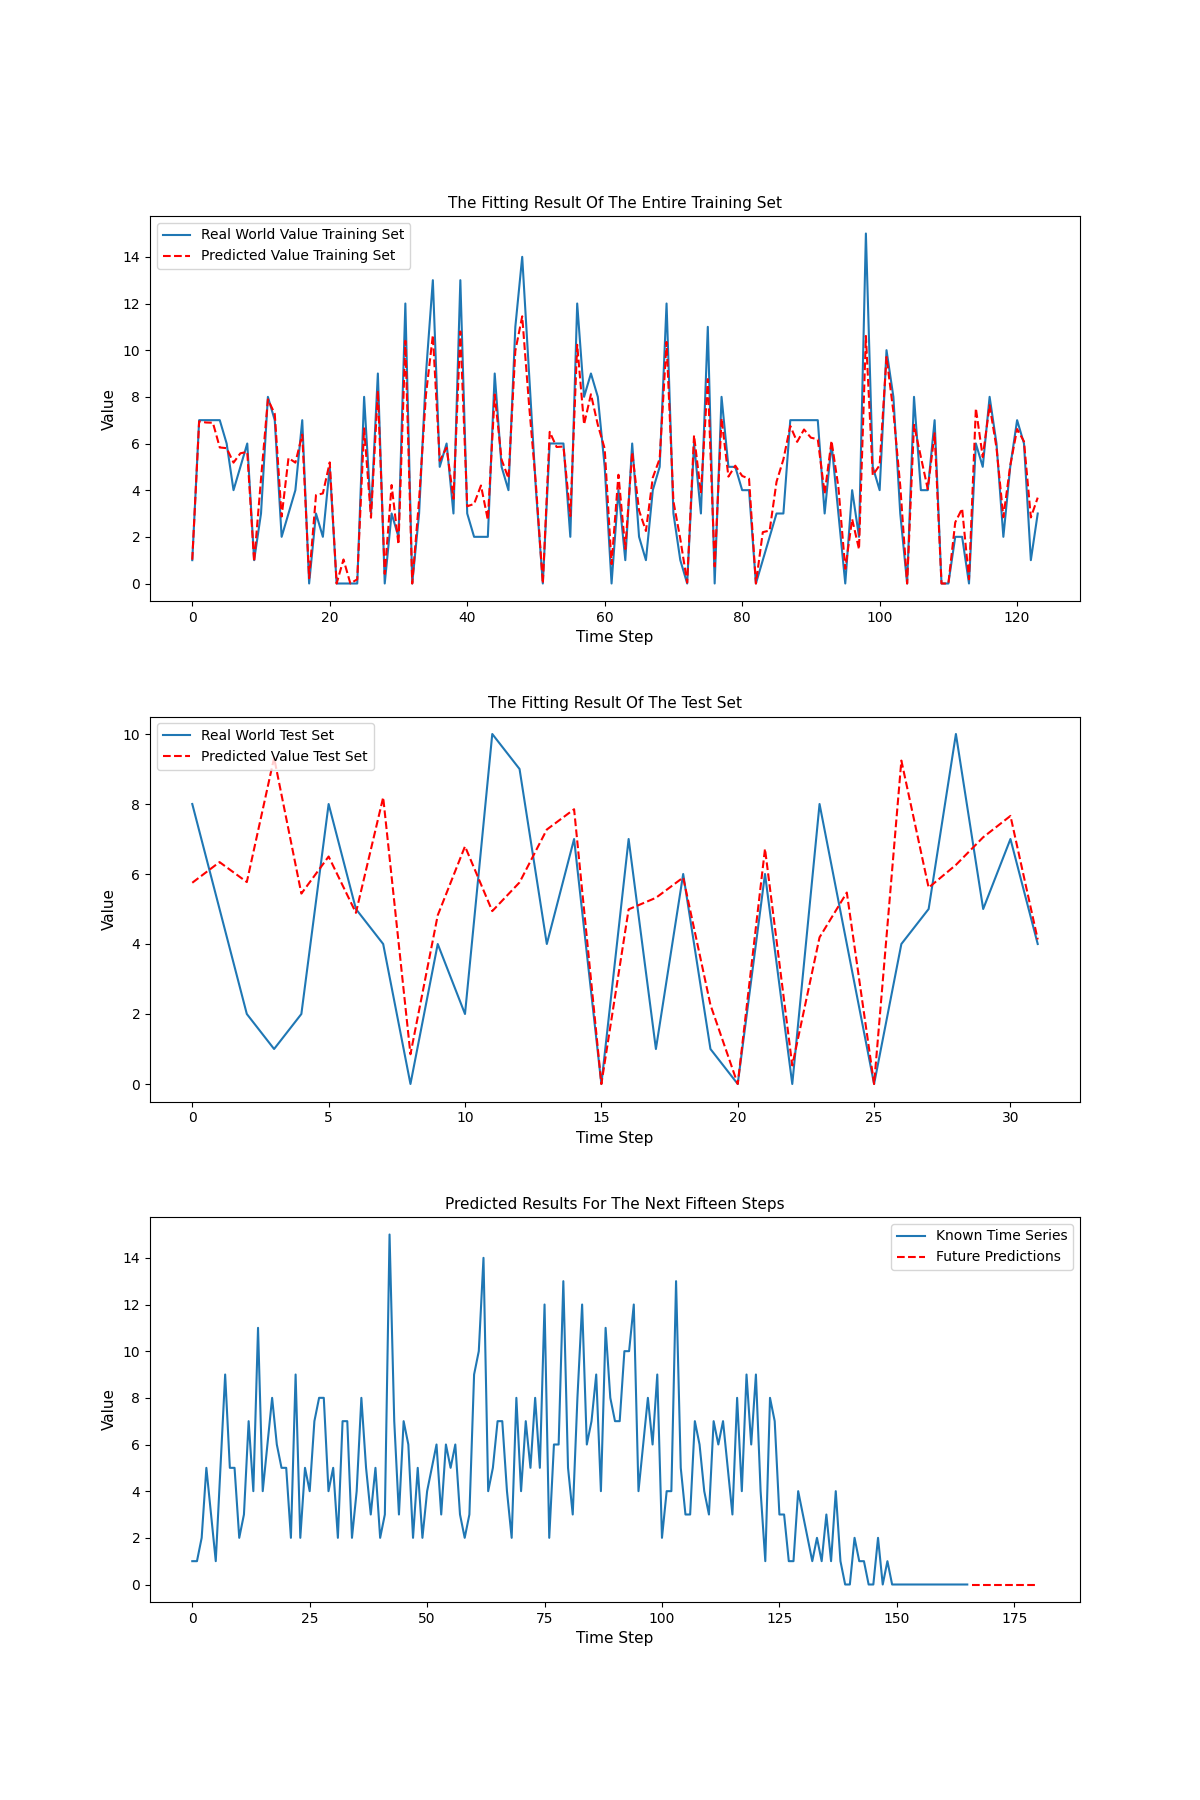 The Fitting Result Of The Entire Training Set
Real World Value Training Set
Predicted Value Training Set
14
12
10
8
6
4
2
0
Value
0 20 40 60 80 100 120
Time Step
The Fitting Result Of The Test Set
Real World Test Set
Predicted Value Test Set
10
8
6
4
2
0
Value
0 5 10 15 20 25 30
Time Step
Predicted Results For The Next Fifteen Steps
Known Time Series
Future Predictions
14
12
10
8
6
4
2
0
Value
0 25 50 75 100 125 150 175
Time Step